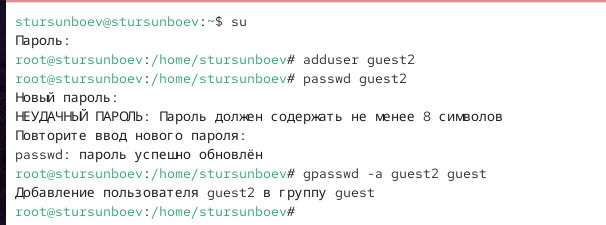 stursunboev@stursunboev:~$ su
Пароль:
root@stursunboev:/home/stursunboev# adduser guest2
root@stursunboev:/home/stursunboev# passwd guest2
Новый пароль:
НЕУДАЧНЫЙ ПАРОЛЬ: Пароль должен содержать не менее 8 символов
Повторите ввод нового пароля:
passwd: пароль успешно обновлён
root@stursunboev:/home/stursunboev# gpasswd -a guest2 guest
Добавление пользователя guest2 в группу guest
root@stursunboev:/home/stursunboev#